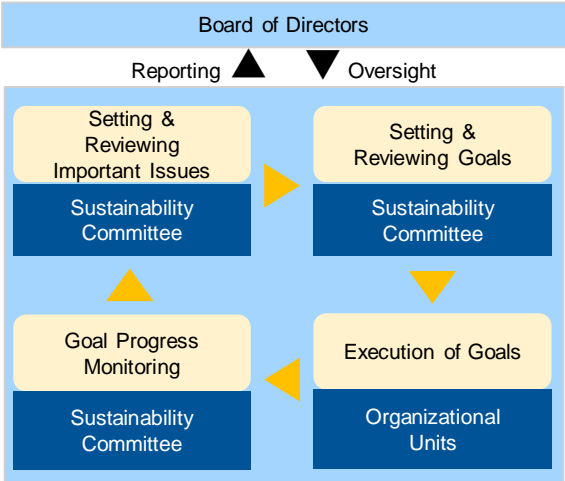 Board of Directors
Reporting
Oversight
Setting &
Reviewing
Important Issues
Sustainability
Committee
Setting &
Reviewing Goals
Sustainability
Committee
Goal Progress
Monitoring
Sustainability
Committee
Execution of Goals
Organizational
Units